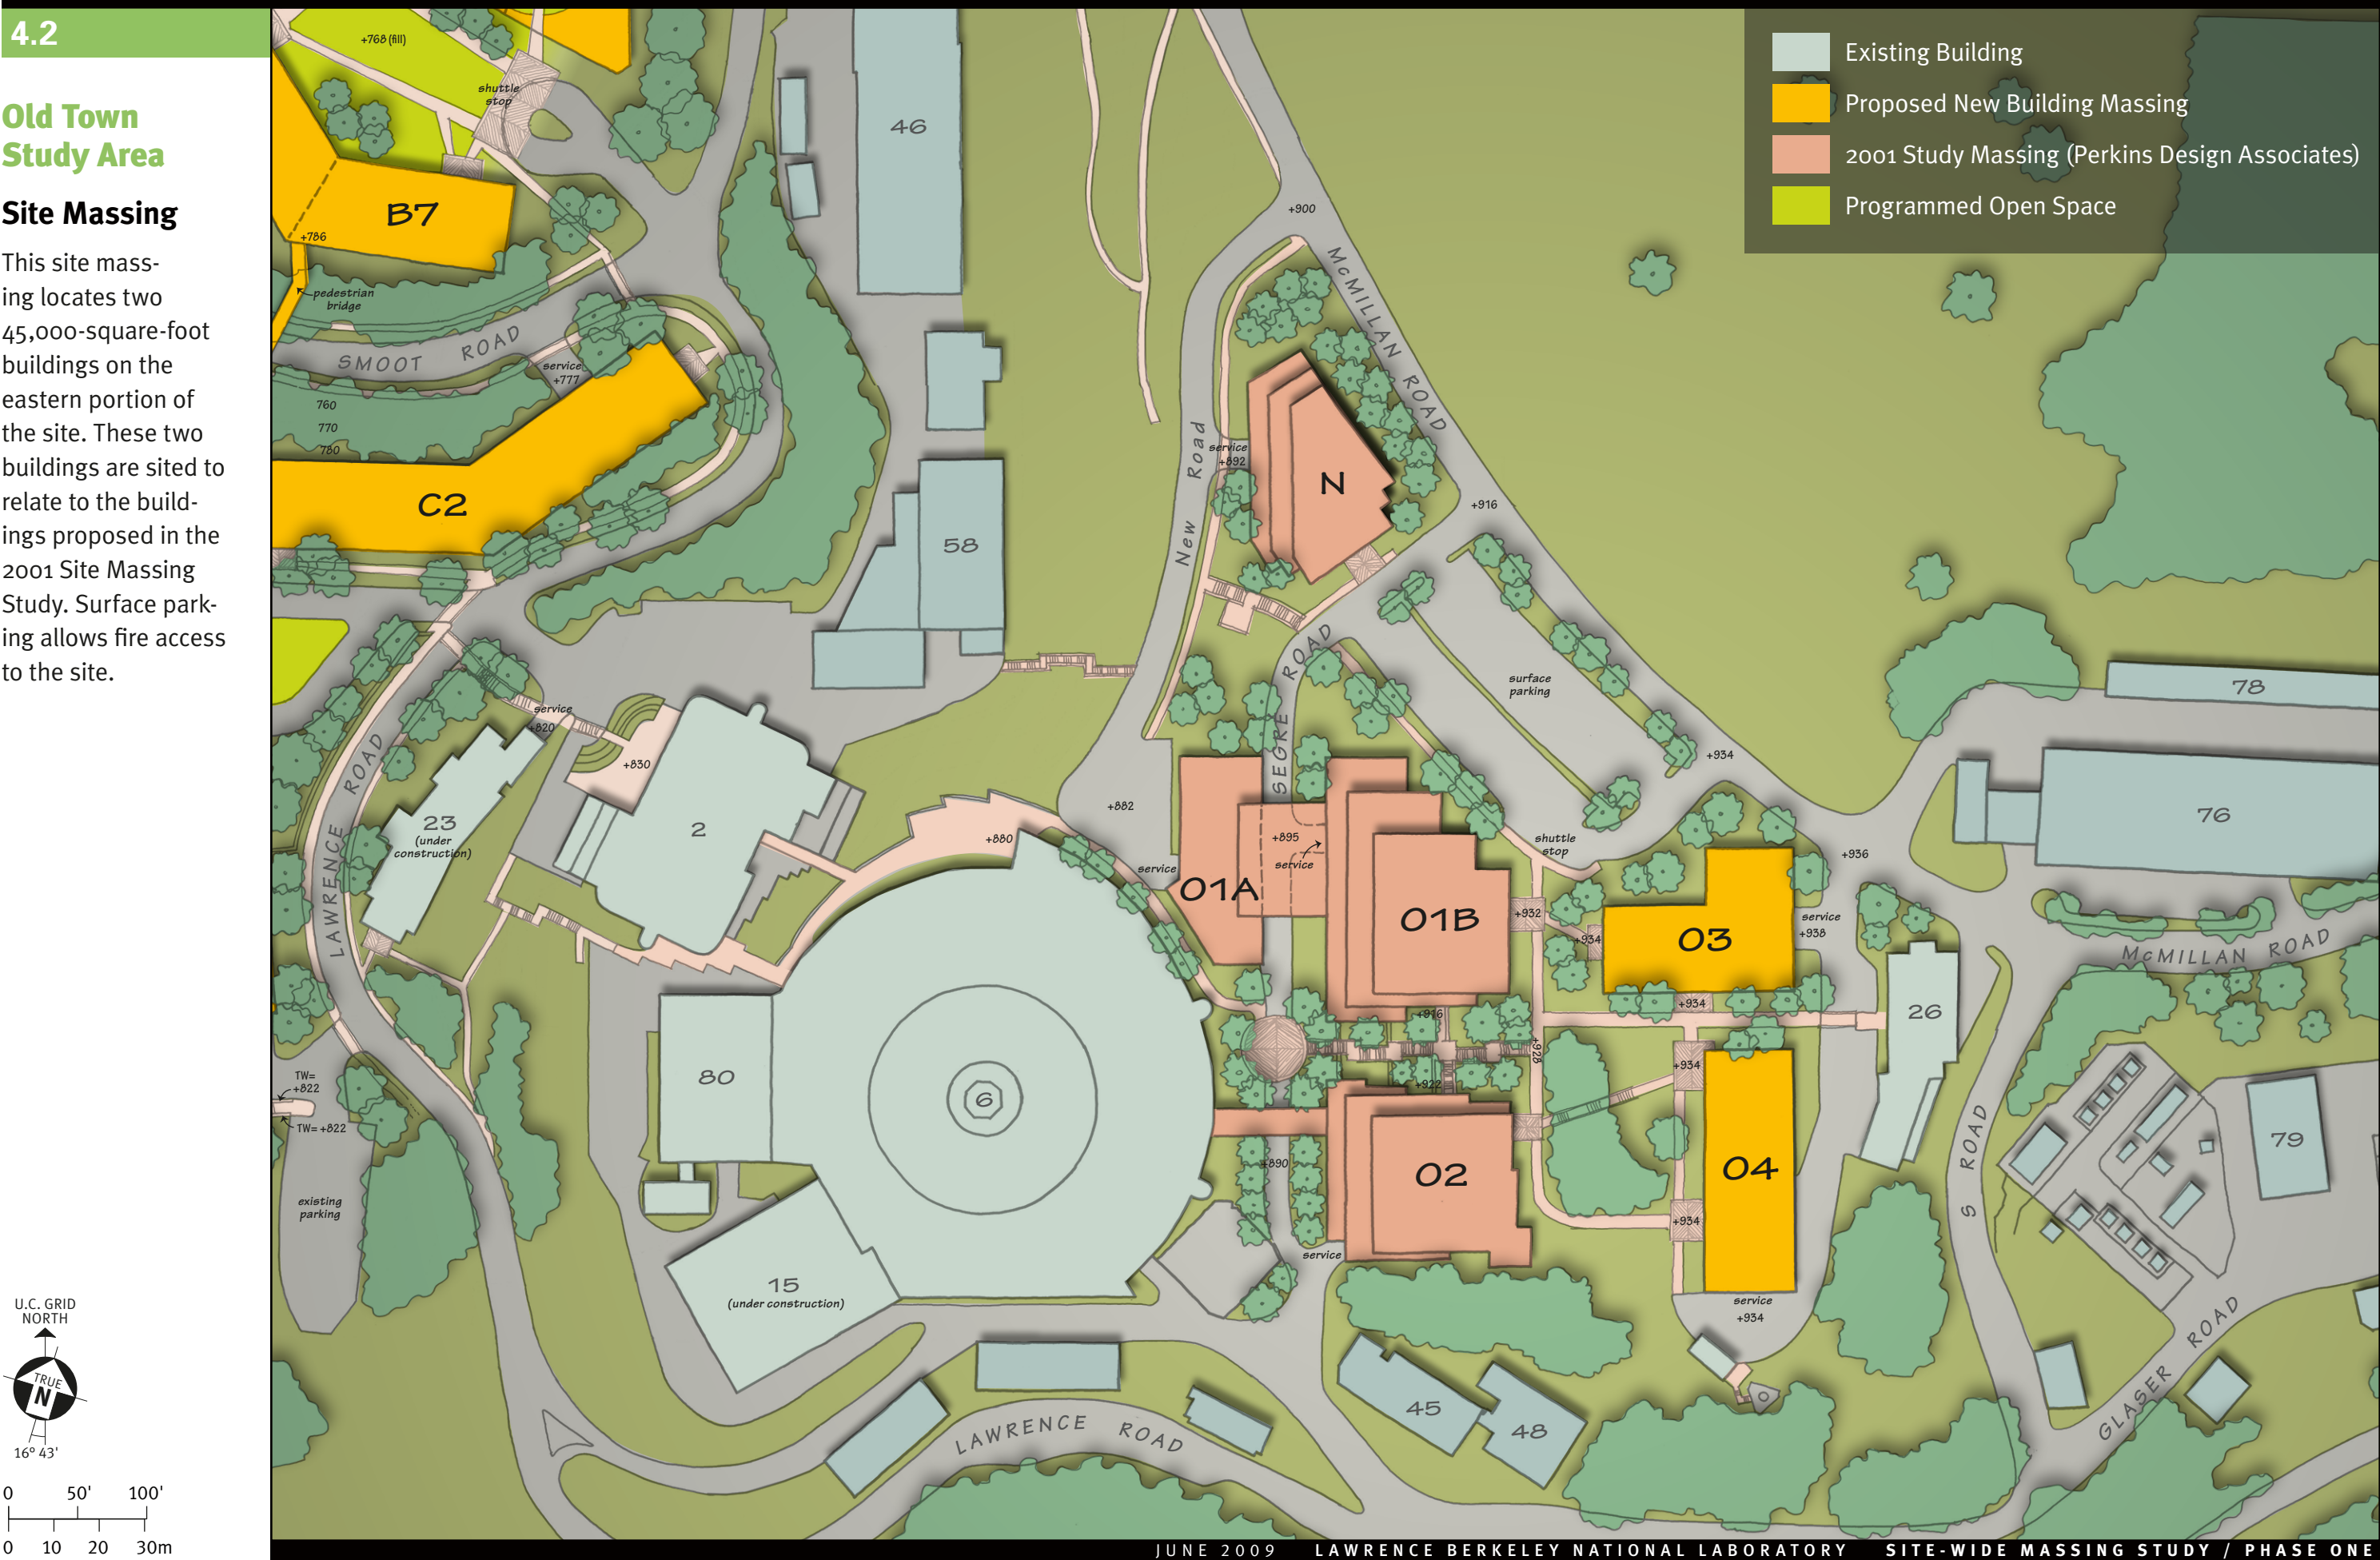 4.2
Old Town
Study Area
Site Massing
This site mass-
ing locates two
45,000-square-foot
buildings on the
eastern portion of
the site. These two
buildings are sited to
relate to the build-
ings proposed in the
2001 Site Massing
Study. Surface park-
ing allows fire access
to the site.
U.C. GRID
NORTH
TRUE
N
16° 43'
0 50' 100'
0 10 20 30m
Existing Building
Proposed New Building Massing
2001 Study Massing (Perkins Design Associates)
Programmed Open Space
+768 (fill)
shuttle
stop
46
B7
+786
pedestrian
bridge
SMOOT ROAD
service
+777
760
770
780
C2
58
+900
McMILLAN ROAD
New Road
service
+892
N
+916
SEGRE ROAD
surface
parking
+934
78
76
service
+820
+830
LAWRENCE ROAD
23
(under
construction)
2
+882
+880
service
01A
+895
service
01B
shuttle
stop
+936
+932
+934
03
service
+938
McMILLAN ROAD
26
+934
+916
+928
+922
+934
TW=
+822
TW= +822
80
6
02
04
79
S ROAD
+890
+934
existing
parking
service
15
(under construction)
service
+934
GLASER ROAD
45
48
LAWRENCE ROAD
JUNE 2009 LAWRENCE BERKELEY NATIONAL LABORATORY SITE-WIDE MASSING STUDY / PHASE ONE